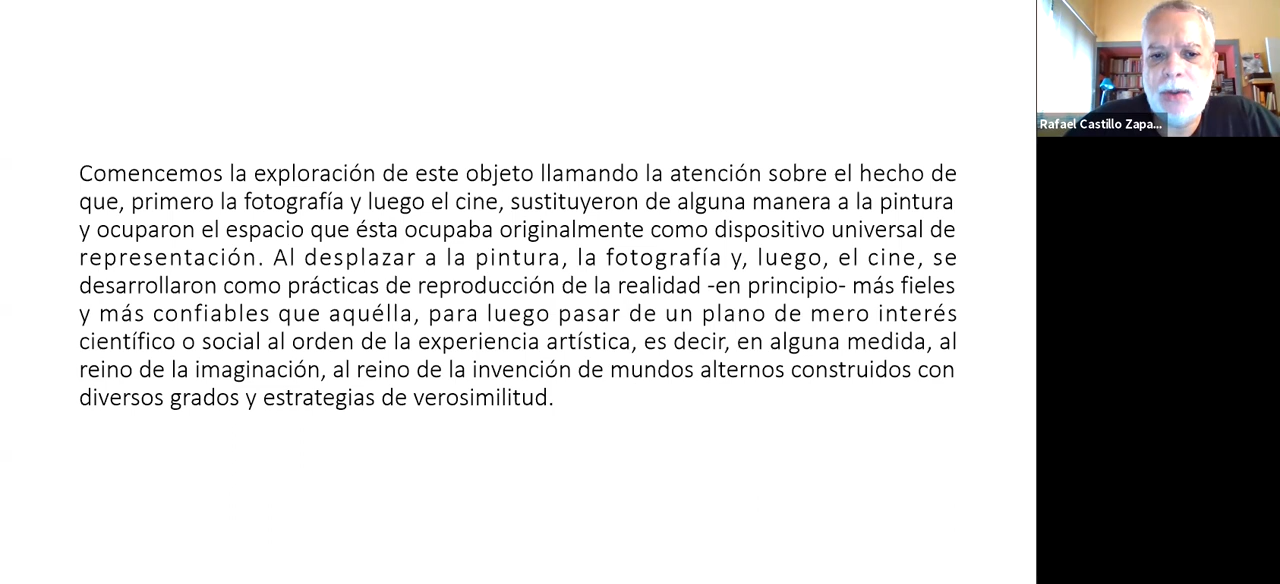 Comencemos la exploración de este objeto llamando la atención sobre el hecho de
que, primero la fotografía y luego el cine, sustituyeron de alguna manera a la pintura
y ocuparon el espacio que ésta ocupaba originalmente como dispositivo universal de
representación. Al desplazar a la pintura, la fotografía y, luego, el cine, se
desarrollaron como prácticas de reproducción de la realidad -en principio- más fieles
y más confiables que aquélla, para luego pasar de un plano de mero interés
científico o social al orden de la experiencia artística, es decir, en alguna medida, al
reino de la imaginación, al reino de la invención de mundos alternos construidos con
diversos grados y estrategias de verosimilitud.
Rafael Castillo Zapa...